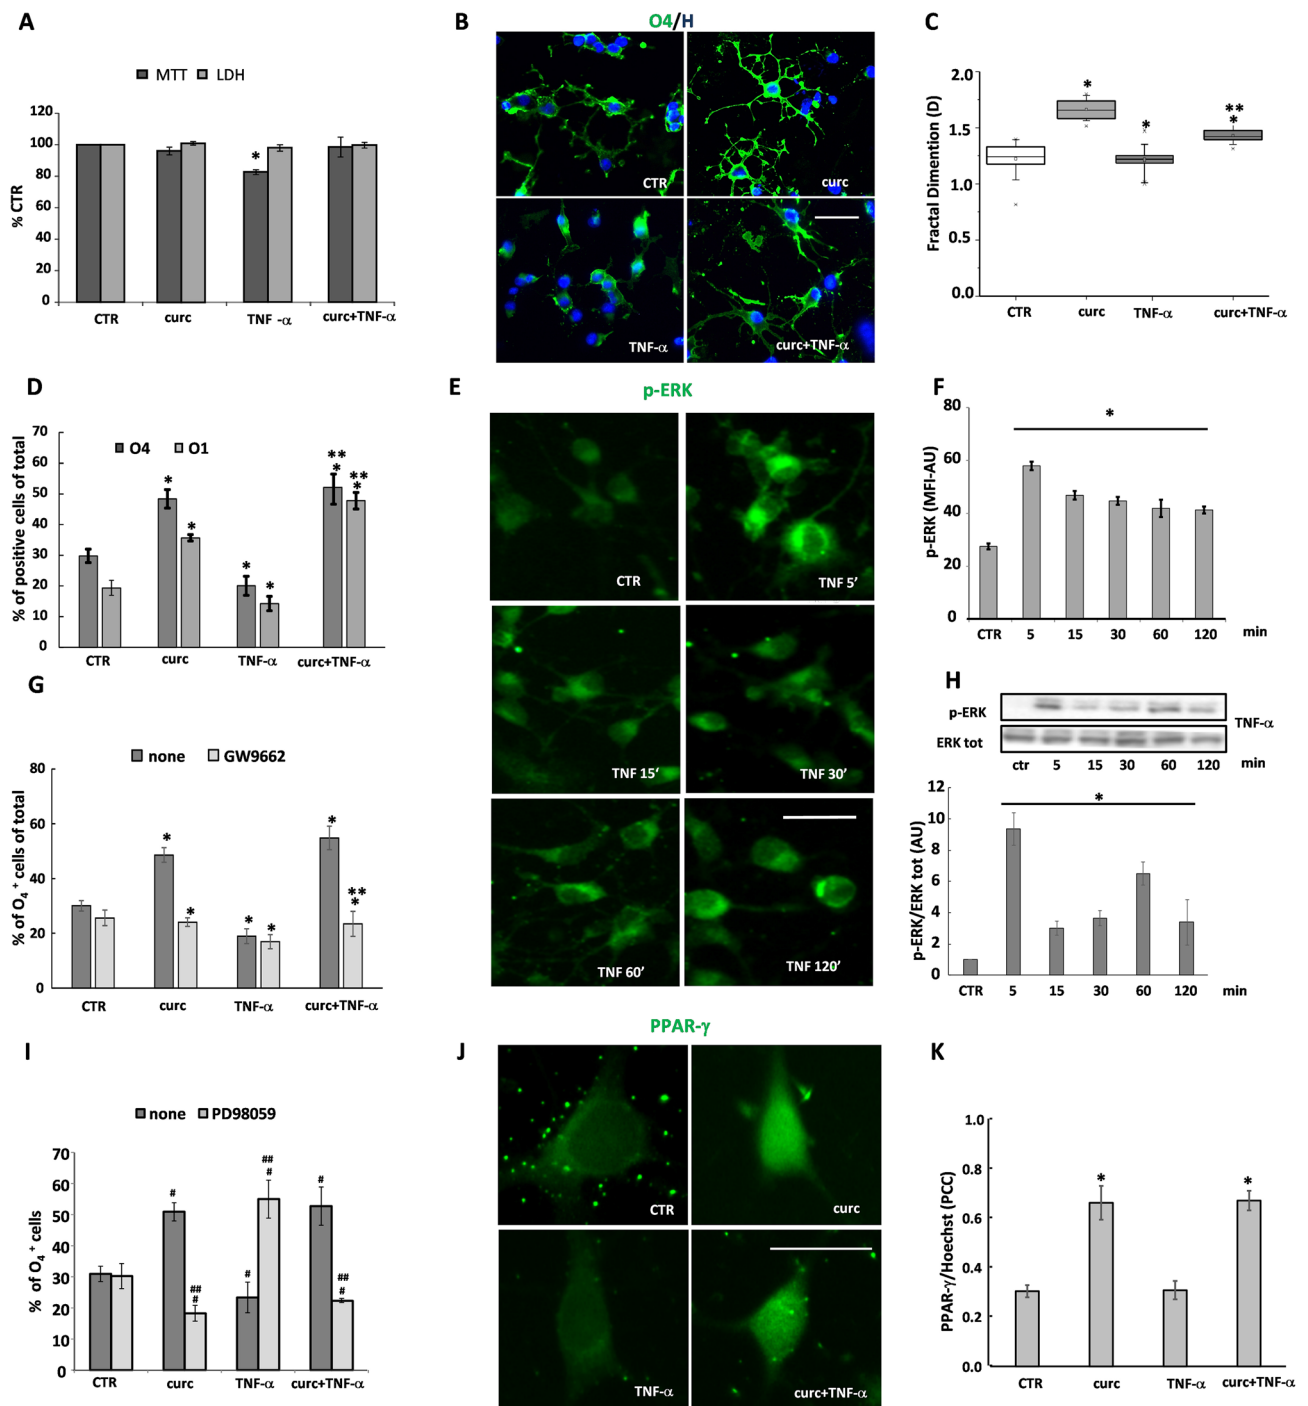 A
MTT LDH
% CTR
120
100
80
60
40
20
0
CTR curc TNF -α curc+TNF-α
B
O4/H
CTR
curc
TNF-α
curc+TNF-α
C
Fractal Dimention (D)
2.0
1.5
1.0
0.5
0.0
CTR curc TNF-α curc+TNF-α
* * ** *
D
O4 O1
% of positive cells of total
70
60
50
40
30
20
10
0
CTR curc TNF-α curc+TNF-α
E
p-ERK
CTR
TNF 5’
TNF 15‘
TNF 30’
TNF 60’
TNF 120’
F
p-ERK (MFI-AU)
80
60
40
20
0
*
CTR 5 15 30 60 120 min
G
none GW9662
% of O4 + cells of total
80
60
40
20
0
CTR curc TNF-α curc+TNF-α
H
p-ERK
TNF-α
ERK tot
ctr 5 15 30 60 120 min
p-ERK/ERK tot (AU)
12
10
8
6
4
2
0
*
CTR 5 15 30 60 120 min
I
none PD98059
% of O4 + cells
70
60
50
40
30
20
10
0
# ## # # ## # # ## #
CTR curc TNF-α curc+TNF-α
J
PPAR-γ
CTR
curc
TNF-α
curc+TNF-α
K
PPAR-γ/Hoechst (PCC)
1.0
0.8
0.6
0.4
0.2
0.0
* *
CTR curc TNF-α curc+TNF-α